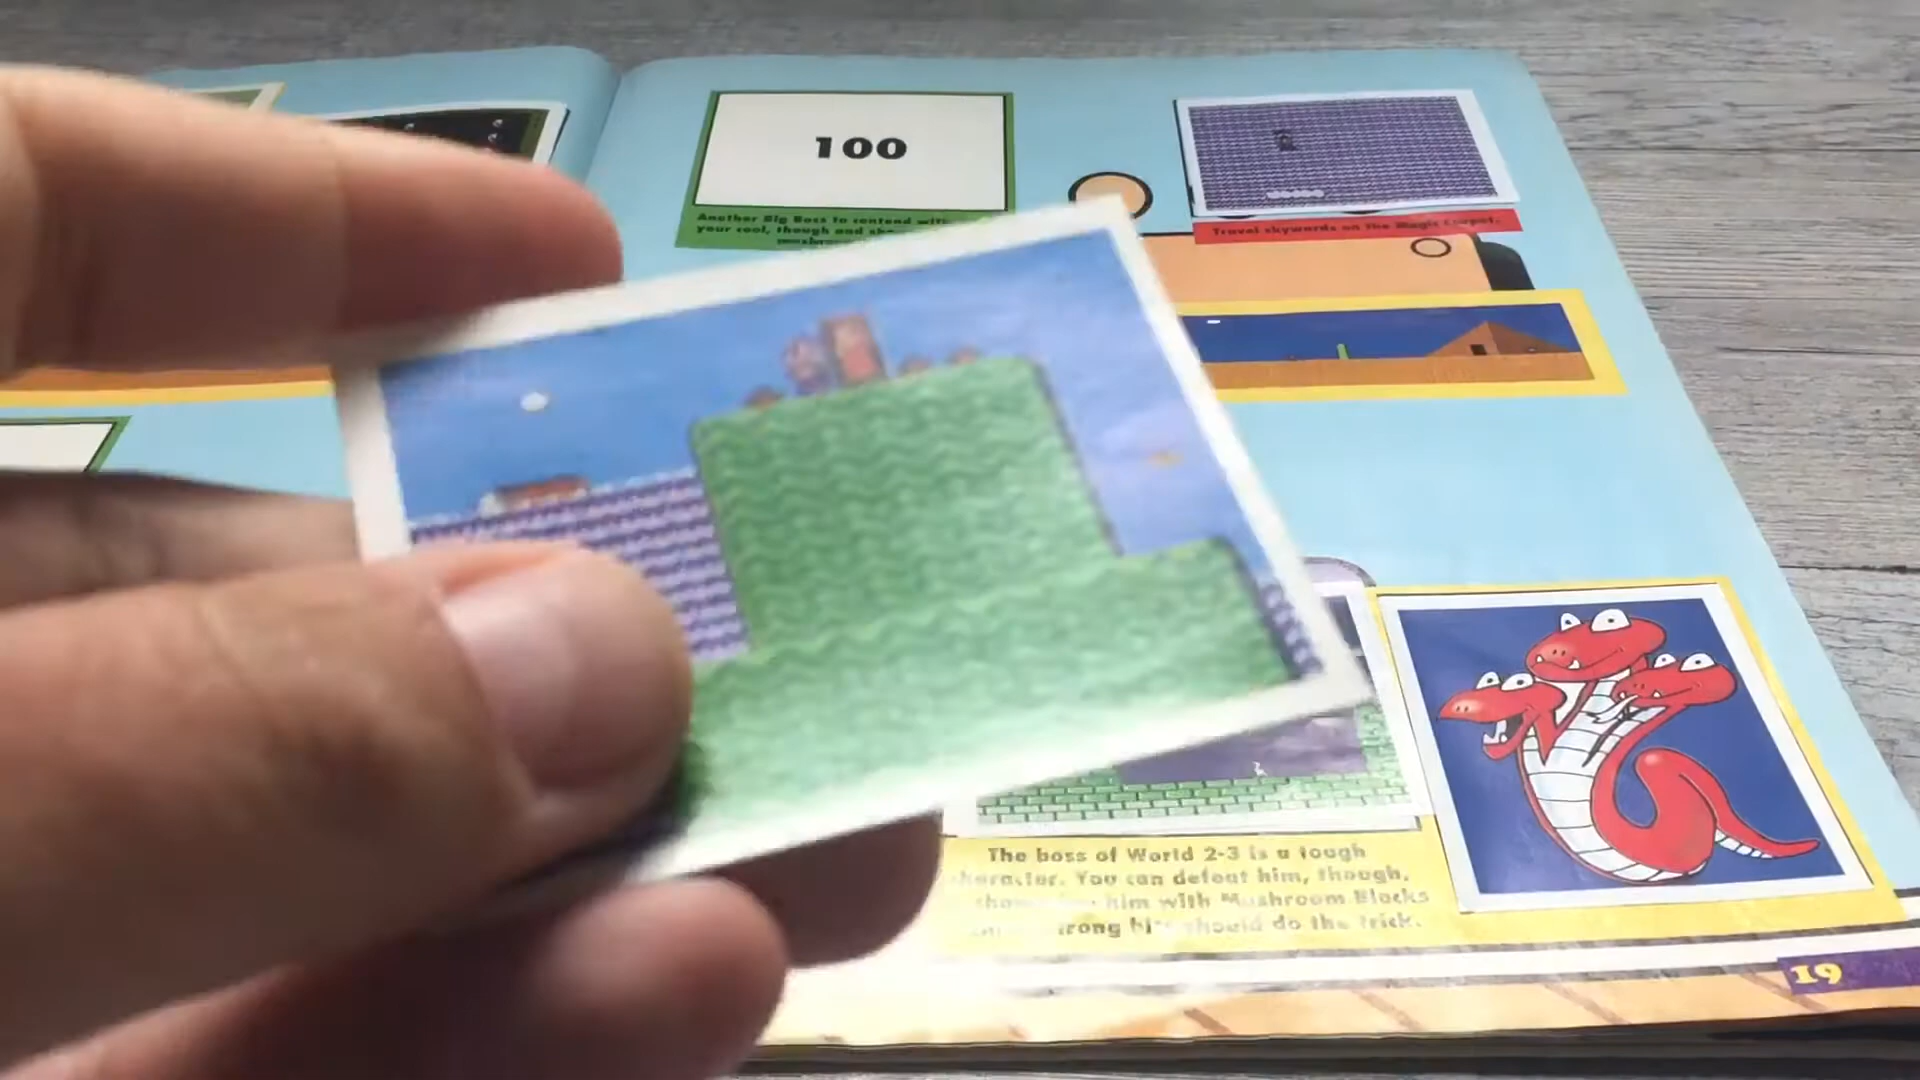 100
Another Big Boss to contend with
your cool, though and
Travel skywards on the Magic Carpet.
The boss of World 2-3 is a tough
You can defeat him, though,
him with Mushroom Blocks
should do the trick.
19